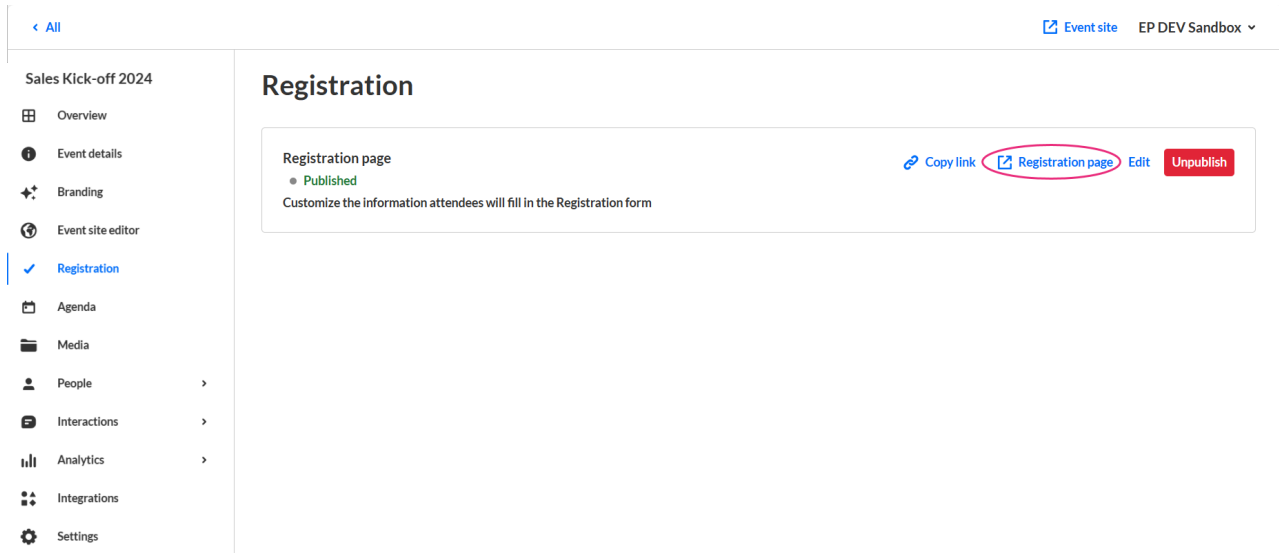 All
Event site
EP DEV Sandbox
Sales Kick-off 2024
Overview
Event details
Branding
Event site editor
Registration
Agenda
Media
People
Interactions
Analytics
Integrations
Settings
Registration
Registration page
Published
Customize the information attendees will fill in the Registration form
Copy link
Registration page
Edit
Unpublish